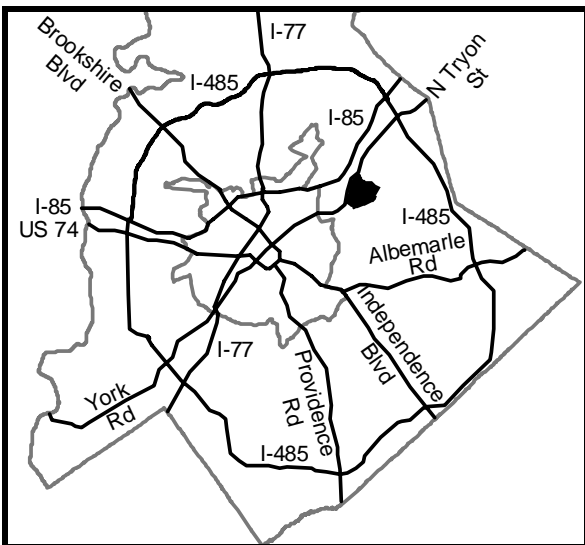 I-77
Brookshire
Blvd
I-485
N Tryon
St
I-85
I-85
US 74
I-485
Albemarle
Rd
Independence
Blvd
I-77
Providence
Rd
York
Rd
I-485